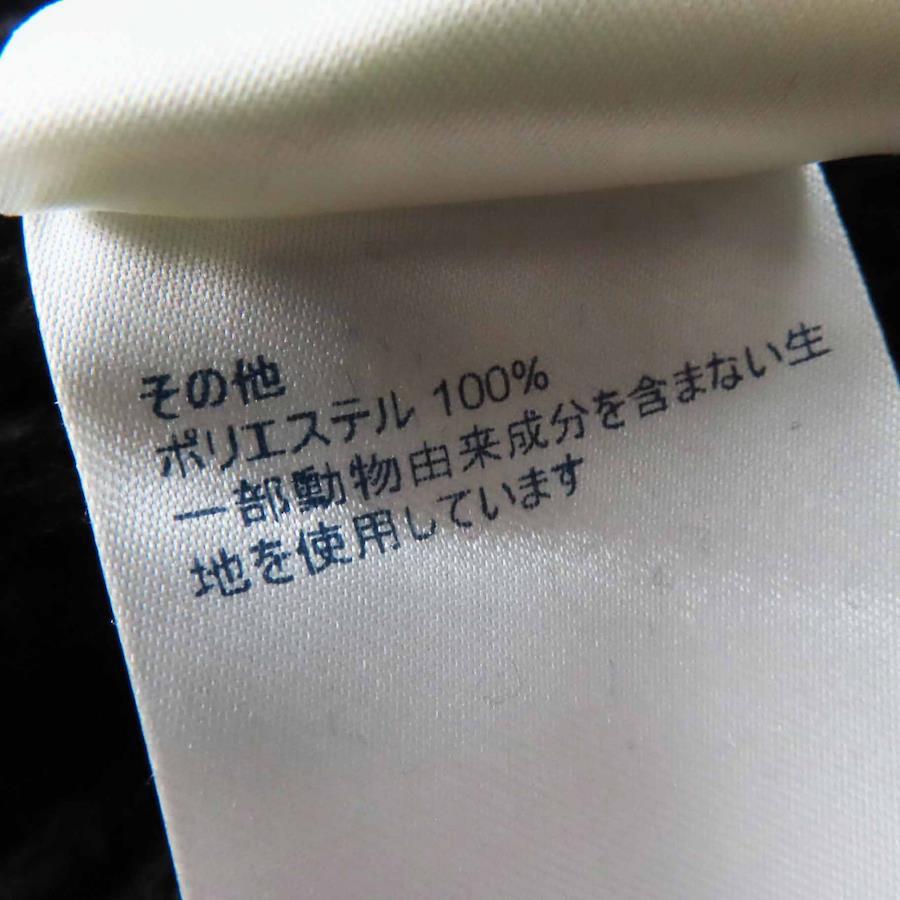 その他
ポリエステル 100%
一部動物由来成分を含まない生
地を使用しています